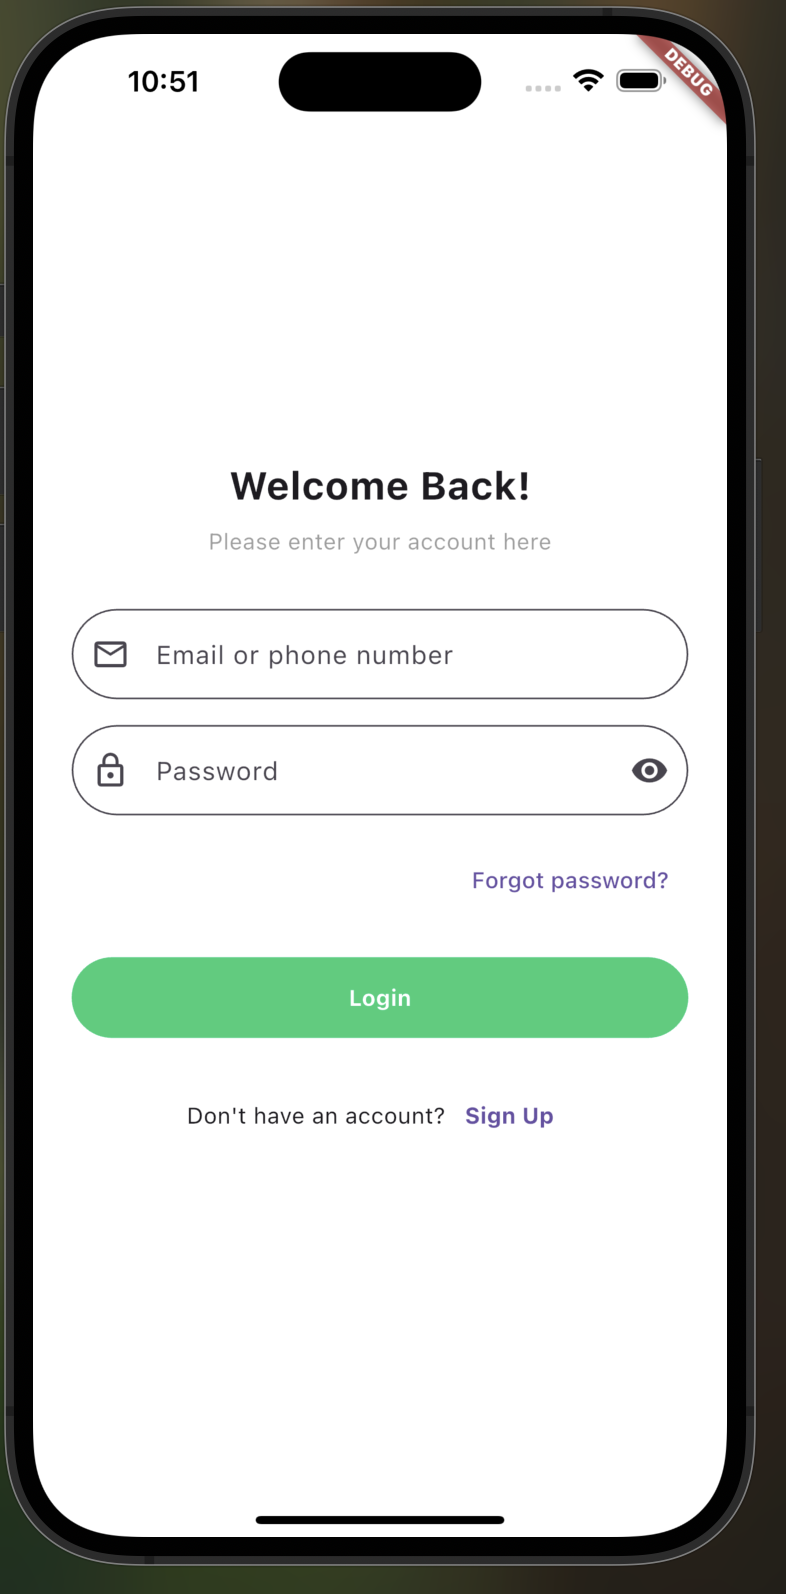 10:51
DEBUG
Welcome Back!
Please enter your account here
Email or phone number
Password
Forgot password?
Login
Don't have an account? Sign Up